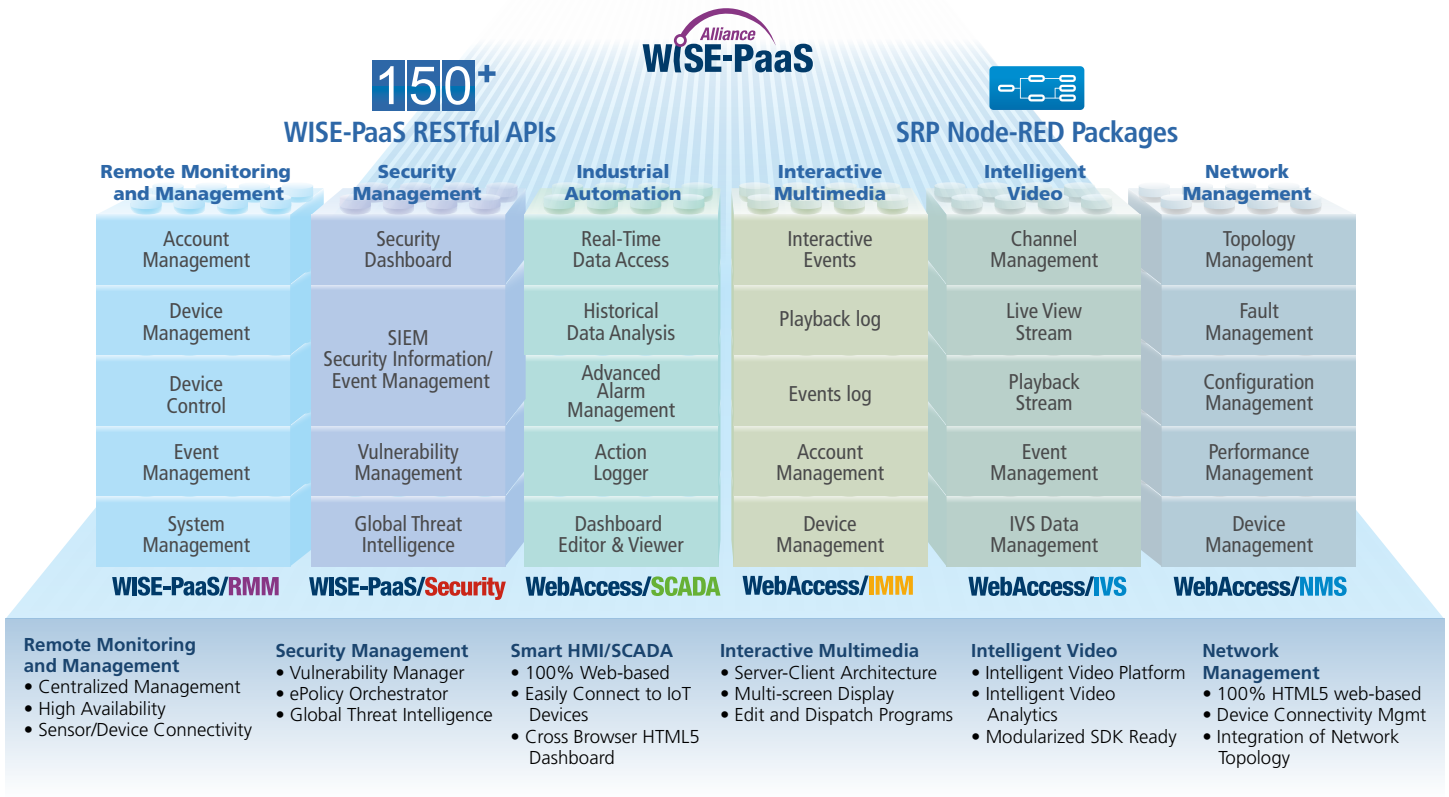 Alliance
WISE-PaaS
150+
WISE-PaaS RESTful APIs
SRP Node-RED Packages
Remote Monitoring
and Management
Account
Management
Device
Management
Device
Control
Event
Management
System
Management
WISE-PaaS/RMM
Security
Management
Security
Dashboard
SIEM
Security Information/
Event Management
Vulnerability
Management
Global Threat
Intelligence
WISE-PaaS/Security
Industrial
Automation
Real-Time
Data Access
Historical
Data Analysis
Advanced
Alarm
Management
Action
Logger
Dashboard
Editor & Viewer
WebAccess/SCADA
Interactive
Multimedia
Interactive
Events
Playback log
Events log
Account
Management
Device
Management
WebAccess/IMM
Intelligent
Video
Channel
Management
Live View
Stream
Playback
Stream
Event
Management
IVS Data
Management
WebAccess/IVS
Network
Management
Topology
Management
Fault
Management
Configuration
Management
Performance
Management
Device
Management
WebAccess/NMS
Remote Monitoring
and Management
• Centralized Management
• High Availability
• Sensor/Device Connectivity
Security Management
• Vulnerability Manager
• ePolicy Orchestrator
• Global Threat Intelligence
Smart HMI/SCADA
• 100% Web-based
• Easily Connect to IoT
Devices
• Cross Browser HTML5
Dashboard
Interactive Multimedia
• Server-Client Architecture
• Multi-screen Display
• Edit and Dispatch Programs
Intelligent Video
• Intelligent Video Platform
• Intelligent Video
Analytics
• Modularized SDK Ready
Network
Management
• 100% HTML5 web-based
• Device Connectivity Mgmt
• Integration of Network
Topology